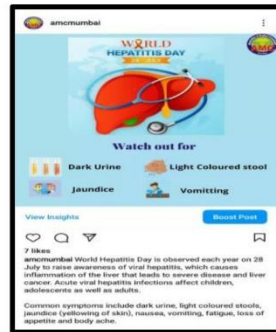 amcmumbai
WORLD
HEPATITIS DAY
Watch out for
Dark Urine
Light Coloured stool
Jaundice
Vomitting
View Insights
Boost Post
7 likes
amcmumbai World Hepatitis Day is observed each year on 28
July to raise awareness of viral hepatitis, which causes
inflammation of the liver that leads to severe disease and liver
cancer. Acute viral hepatitis infections affect children,
adolescents as well as adults.
Common symptoms include dark urine, light coloured stools,
jaundice (yellowing of skin), nausea, vomiting, fatigue, loss of
appetite and body ache.